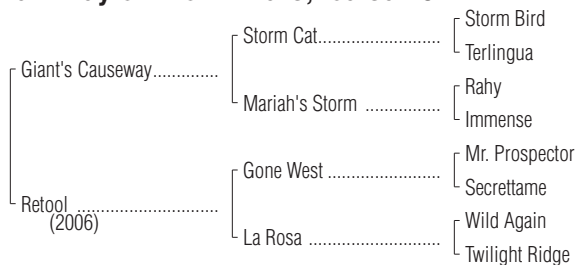 Storm Bird
Storm Cat..............................
Terlingua
Giant's Causeway..............
Rahy
Mariah's Storm ..................
Immense
Mr. Prospector
Gone West ...........................
Secrettame
Retool ..................................
(2006)
Wild Again
La Rosa ................................
Twilight Ridge